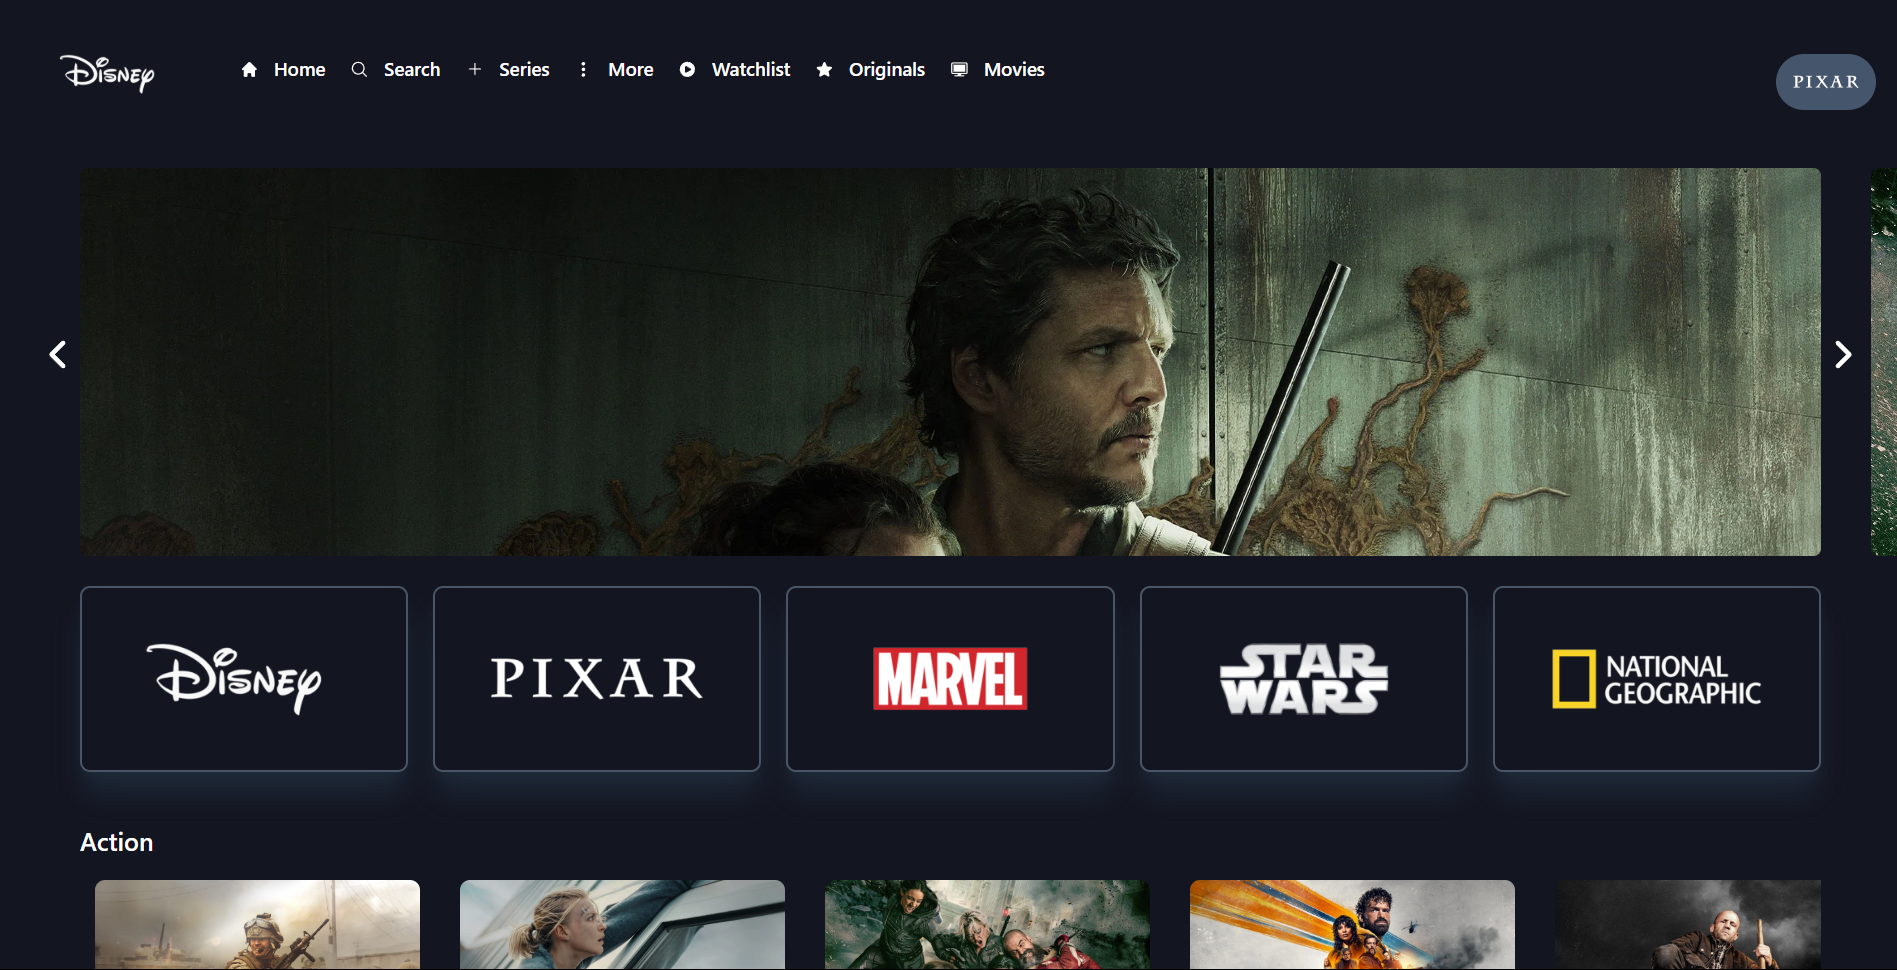 Disney
Home
Search
Series
More
Watchlist
Originals
Movies
PIXAR
Disney
PIXAR
MARVEL
STAR
WARS
NATIONAL
GEOGRAPHIC
Action